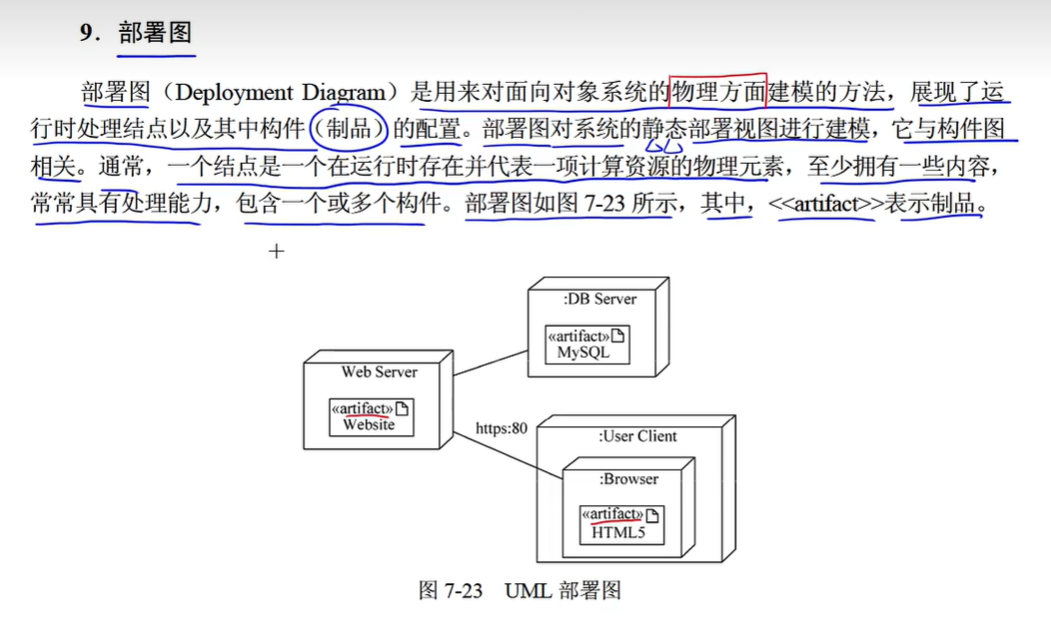 9．部署图
部署图（Deployment Diagram）是用来对面向对象系统的物理方面建模的方法，展现了运
行时处理结点以及其中构件（制品）的配置。部署图对系统的静态部署视图进行建模，它与构件图
相关。通常，一个结点是一个在运行时存在并代表一项计算资源的物理元素，至少拥有一些内容，
常常具有处理能力，包含一个或多个构件。部署图如图 7-23 所示，其中，<<artifact>>表示制品。
:DB Server
«artifact»
MySQL
Web Server
«artifact»
Website
https:80
:User Client
:Browser
«artifact»
HTML5
图 7-23 UML 部署图